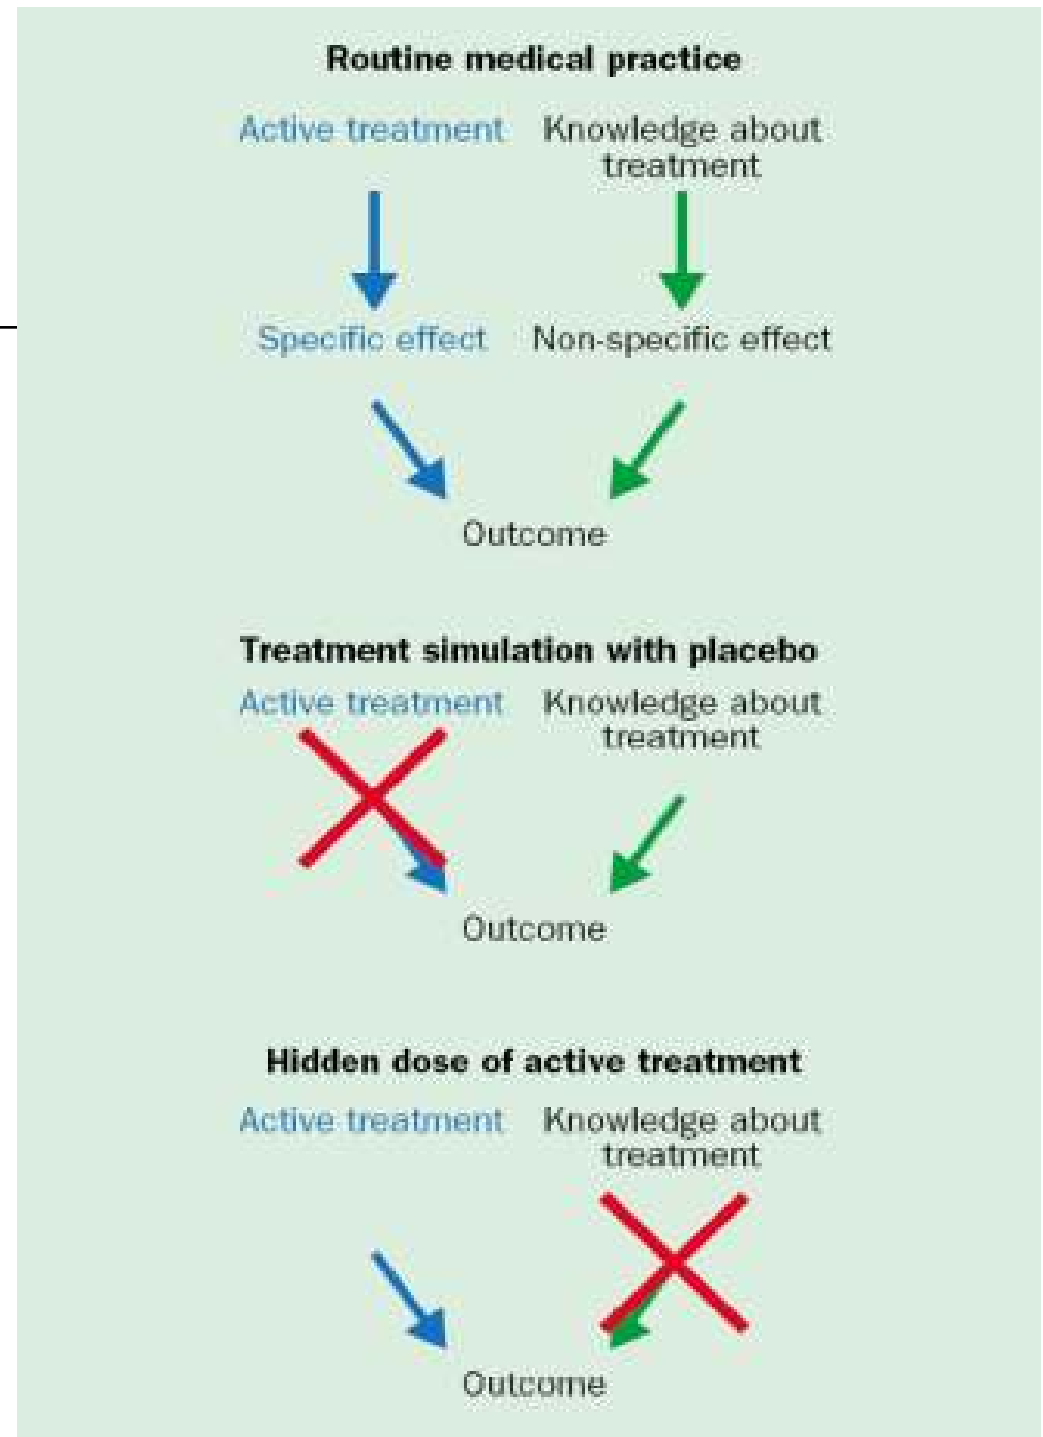 Routine medical practice
Active treatment Knowledge about
treatment
Specific effect Non-specific effect
Outcome
Treatment simulation with placebo
Active treatment Knowledge about
treatment
Outcome
Hidden dose of active treatment
Active treatment Knowledge about
treatment
Outcome